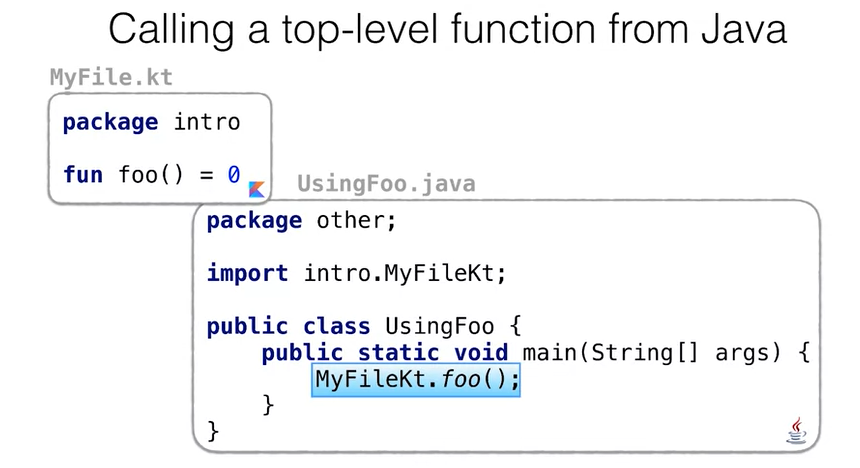 Calling a top-level function from Java
MyFile.kt
package intro
fun foo() = 0
UsingFoo.java
package other;
import intro.MyFileKt;
public class UsingFoo {
public static void main(String[] args) {
MyFileKt.foo();
}
}